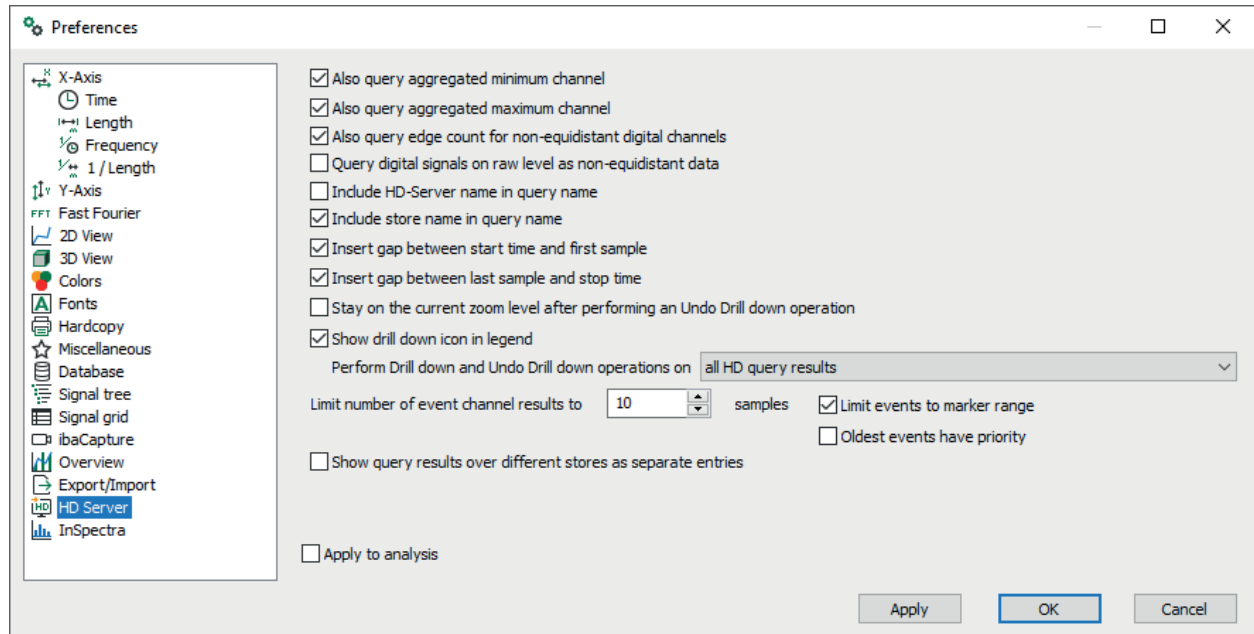 Preferences
X-Axis
Time
Length
Frequency
1 / Length
Y-Axis
FFT Fast Fourier
2D View
3D View
Colors
A Fonts
Hardcopy
Miscellaneous
Database
Signal tree
Signal grid
ibaCapture
Overview
Export/Import
HD HD Server
InSpectra
Also query aggregated minimum channel
Also query aggregated maximum channel
Also query edge count for non-equidistant digital channels
Query digital signals on raw level as non-equidistant data
Include HD-Server name in query name
Include store name in query name
Insert gap between start time and first sample
Insert gap between last sample and stop time
Stay on the current zoom level after performing an Undo Drill down operation
Show drill down icon in legend
Perform Drill down and Undo Drill down operations on all HD query results
Limit number of event channel results to 10 samples Limit events to marker range
Oldest events have priority
Show query results over different stores as separate entries
Apply to analysis
Apply OK Cancel